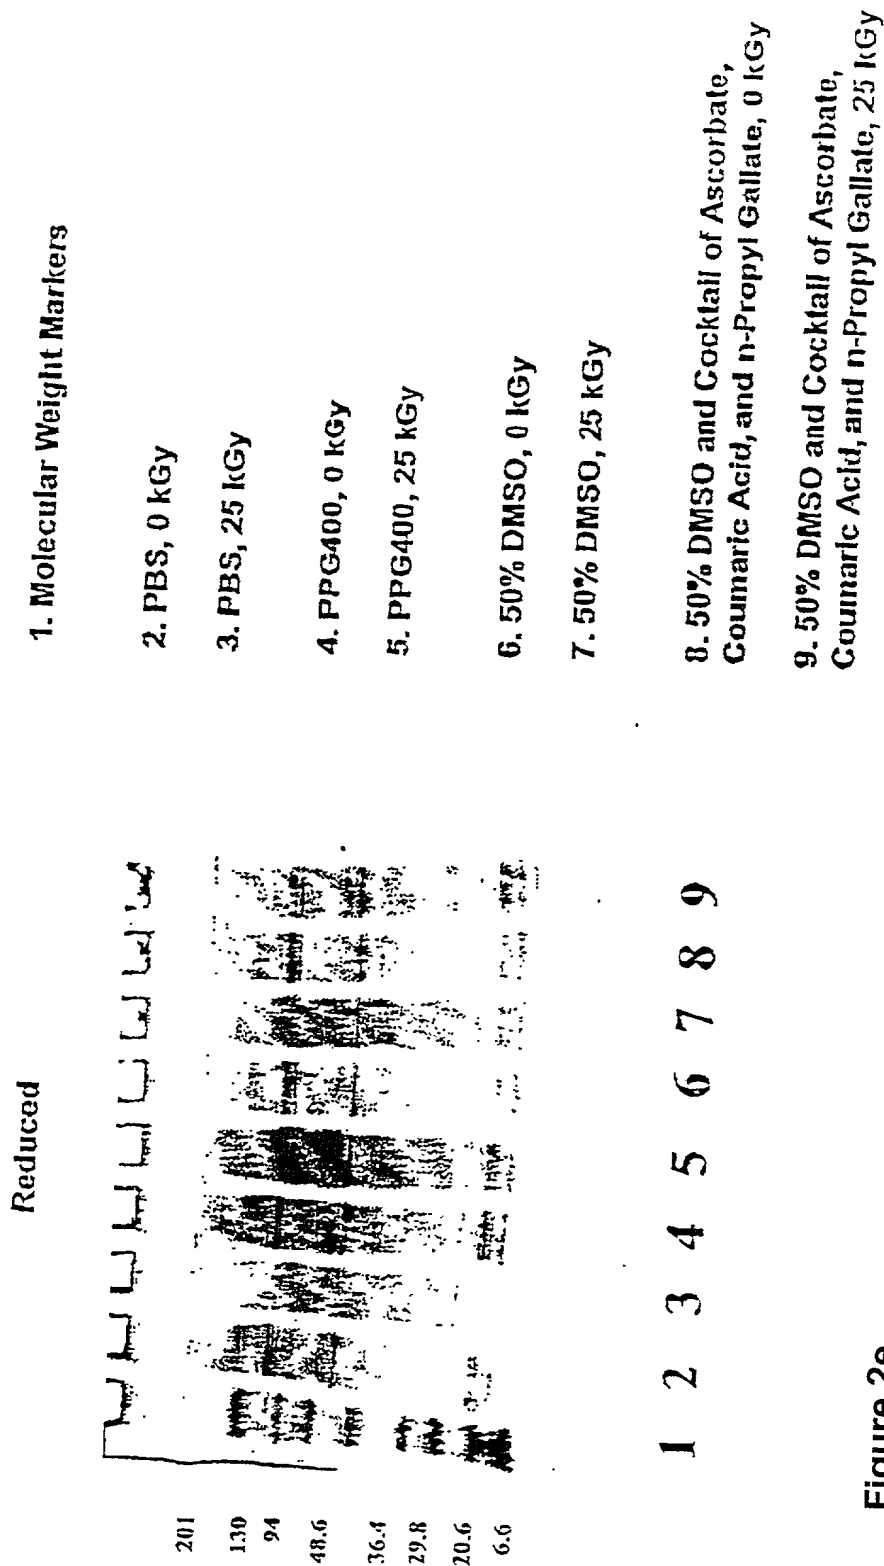 Reduced
201
130
94
48.6
36.4
29.8
20.6
6.6
1 2 3 4 5 6 7 8 9
1. Molecular Weight Markers
2. PBS, 0 kGy
3. PBS, 25 kGy
4. PPG400, 0 kGy
5. PPG400, 25 kGy
6. 50% DMSO, 0 kGy
7. 50% DMSO, 25 kGy
8. 50% DMSO and Cocktail of Ascorbate,
Coumaric Acid, and n-Propyl Gallate, 0 kGy
9. 50% DMSO and Cocktail of Ascorbate,
Coumaric Acid, and n-Propyl Gallate, 25 kGy
Figure 2e